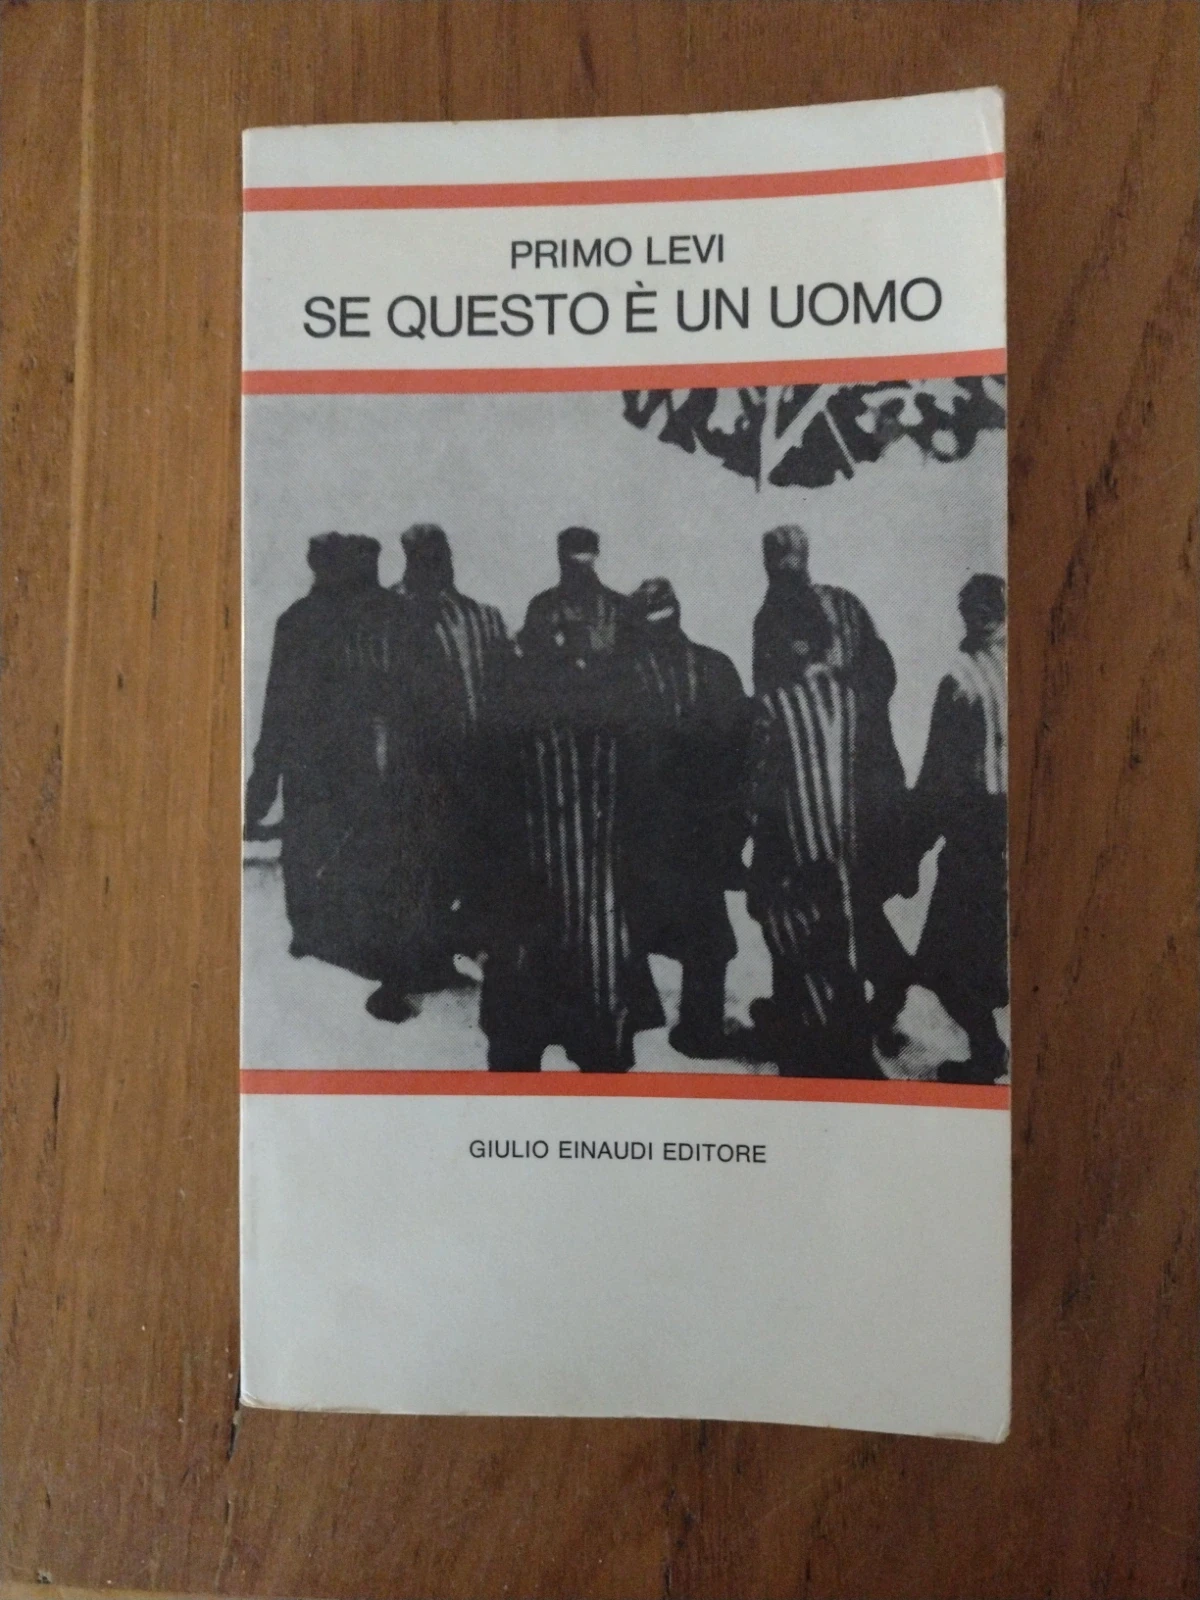 PRIMO LEVI
SE QUESTO È UN UOMO
GIULIO EINAUDI EDITORE